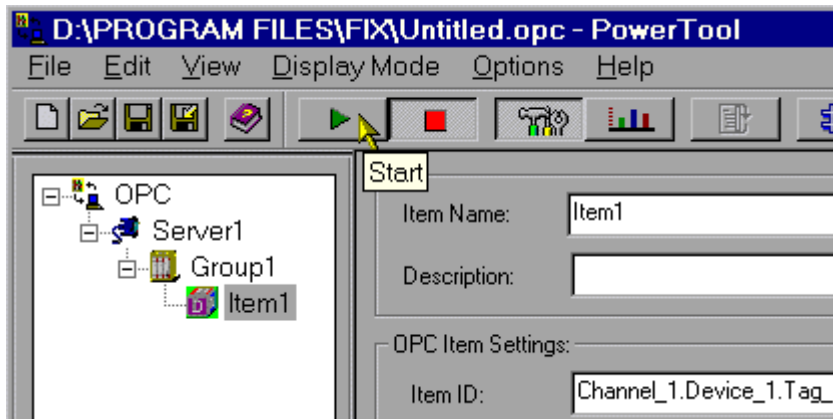 D:\PROGRAM FILES\FIX\Untitled.opc - PowerTool
File Edit View Display Mode Options Help
Start
OPC
Server1
Group1
Item1
Item Name: Item1
Description:
OPC Item Settings:
Item ID: Channel_1.Device_1.Tag_